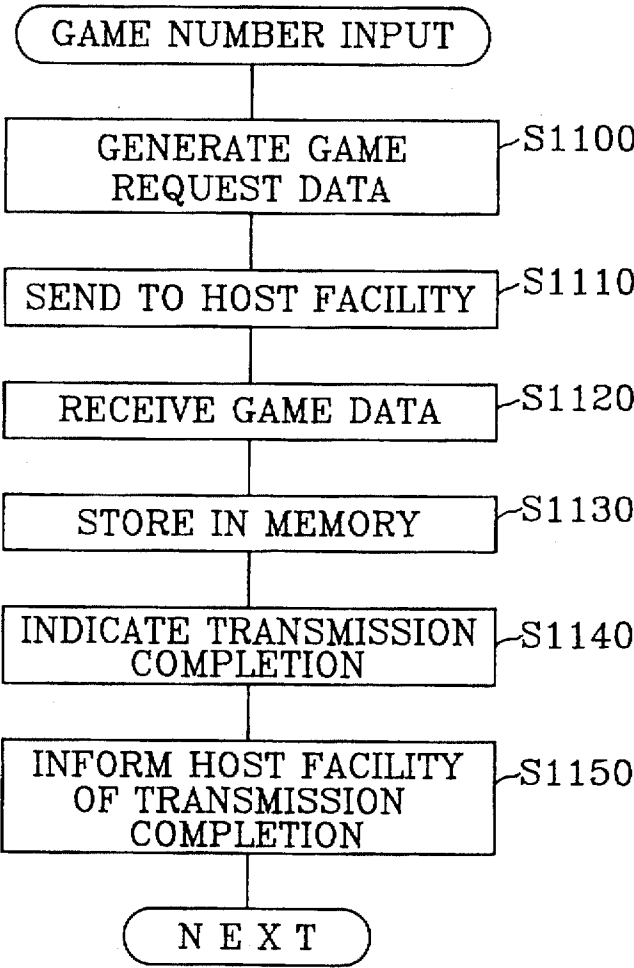 GAME NUMBER INPUT
GENERATE GAME
REQUEST DATA
S1100
SEND TO HOST FACILITY
S1110
RECEIVE GAME DATA
S1120
STORE IN MEMORY
S1130
INDICATE TRANSMISSION
COMPLETION
S1140
INFORM HOST FACILITY
OF TRANSMISSION
COMPLETION
S1150
NEXT